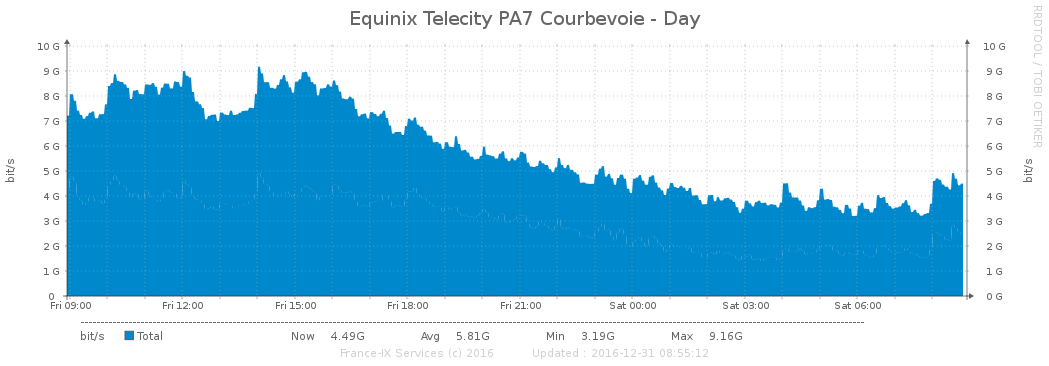 Equinix Telecity PA7 Courbevoie - Day
RRDTOOL / TOBI OETIKER
bit/s
10 G 10 G
9 G 9 G
8 G 8 G
7 G 7 G
6 G 6 G
5 G 5 G
4 G 4 G
3 G 3 G
2 G 2 G
1 G 1 G
0 0 G
bit/s
Fri 09:00 Fri 12:00 Fri 15:00 Fri 18:00 Fri 21:00 Sat 00:00 Sat 03:00 Sat 06:00
bit/s Total Now 4.49G Avg 5.81G Min 3.19G Max 9.16G
France-IX Services (c) 2016 Updated : 2016-12-31 08:55:12